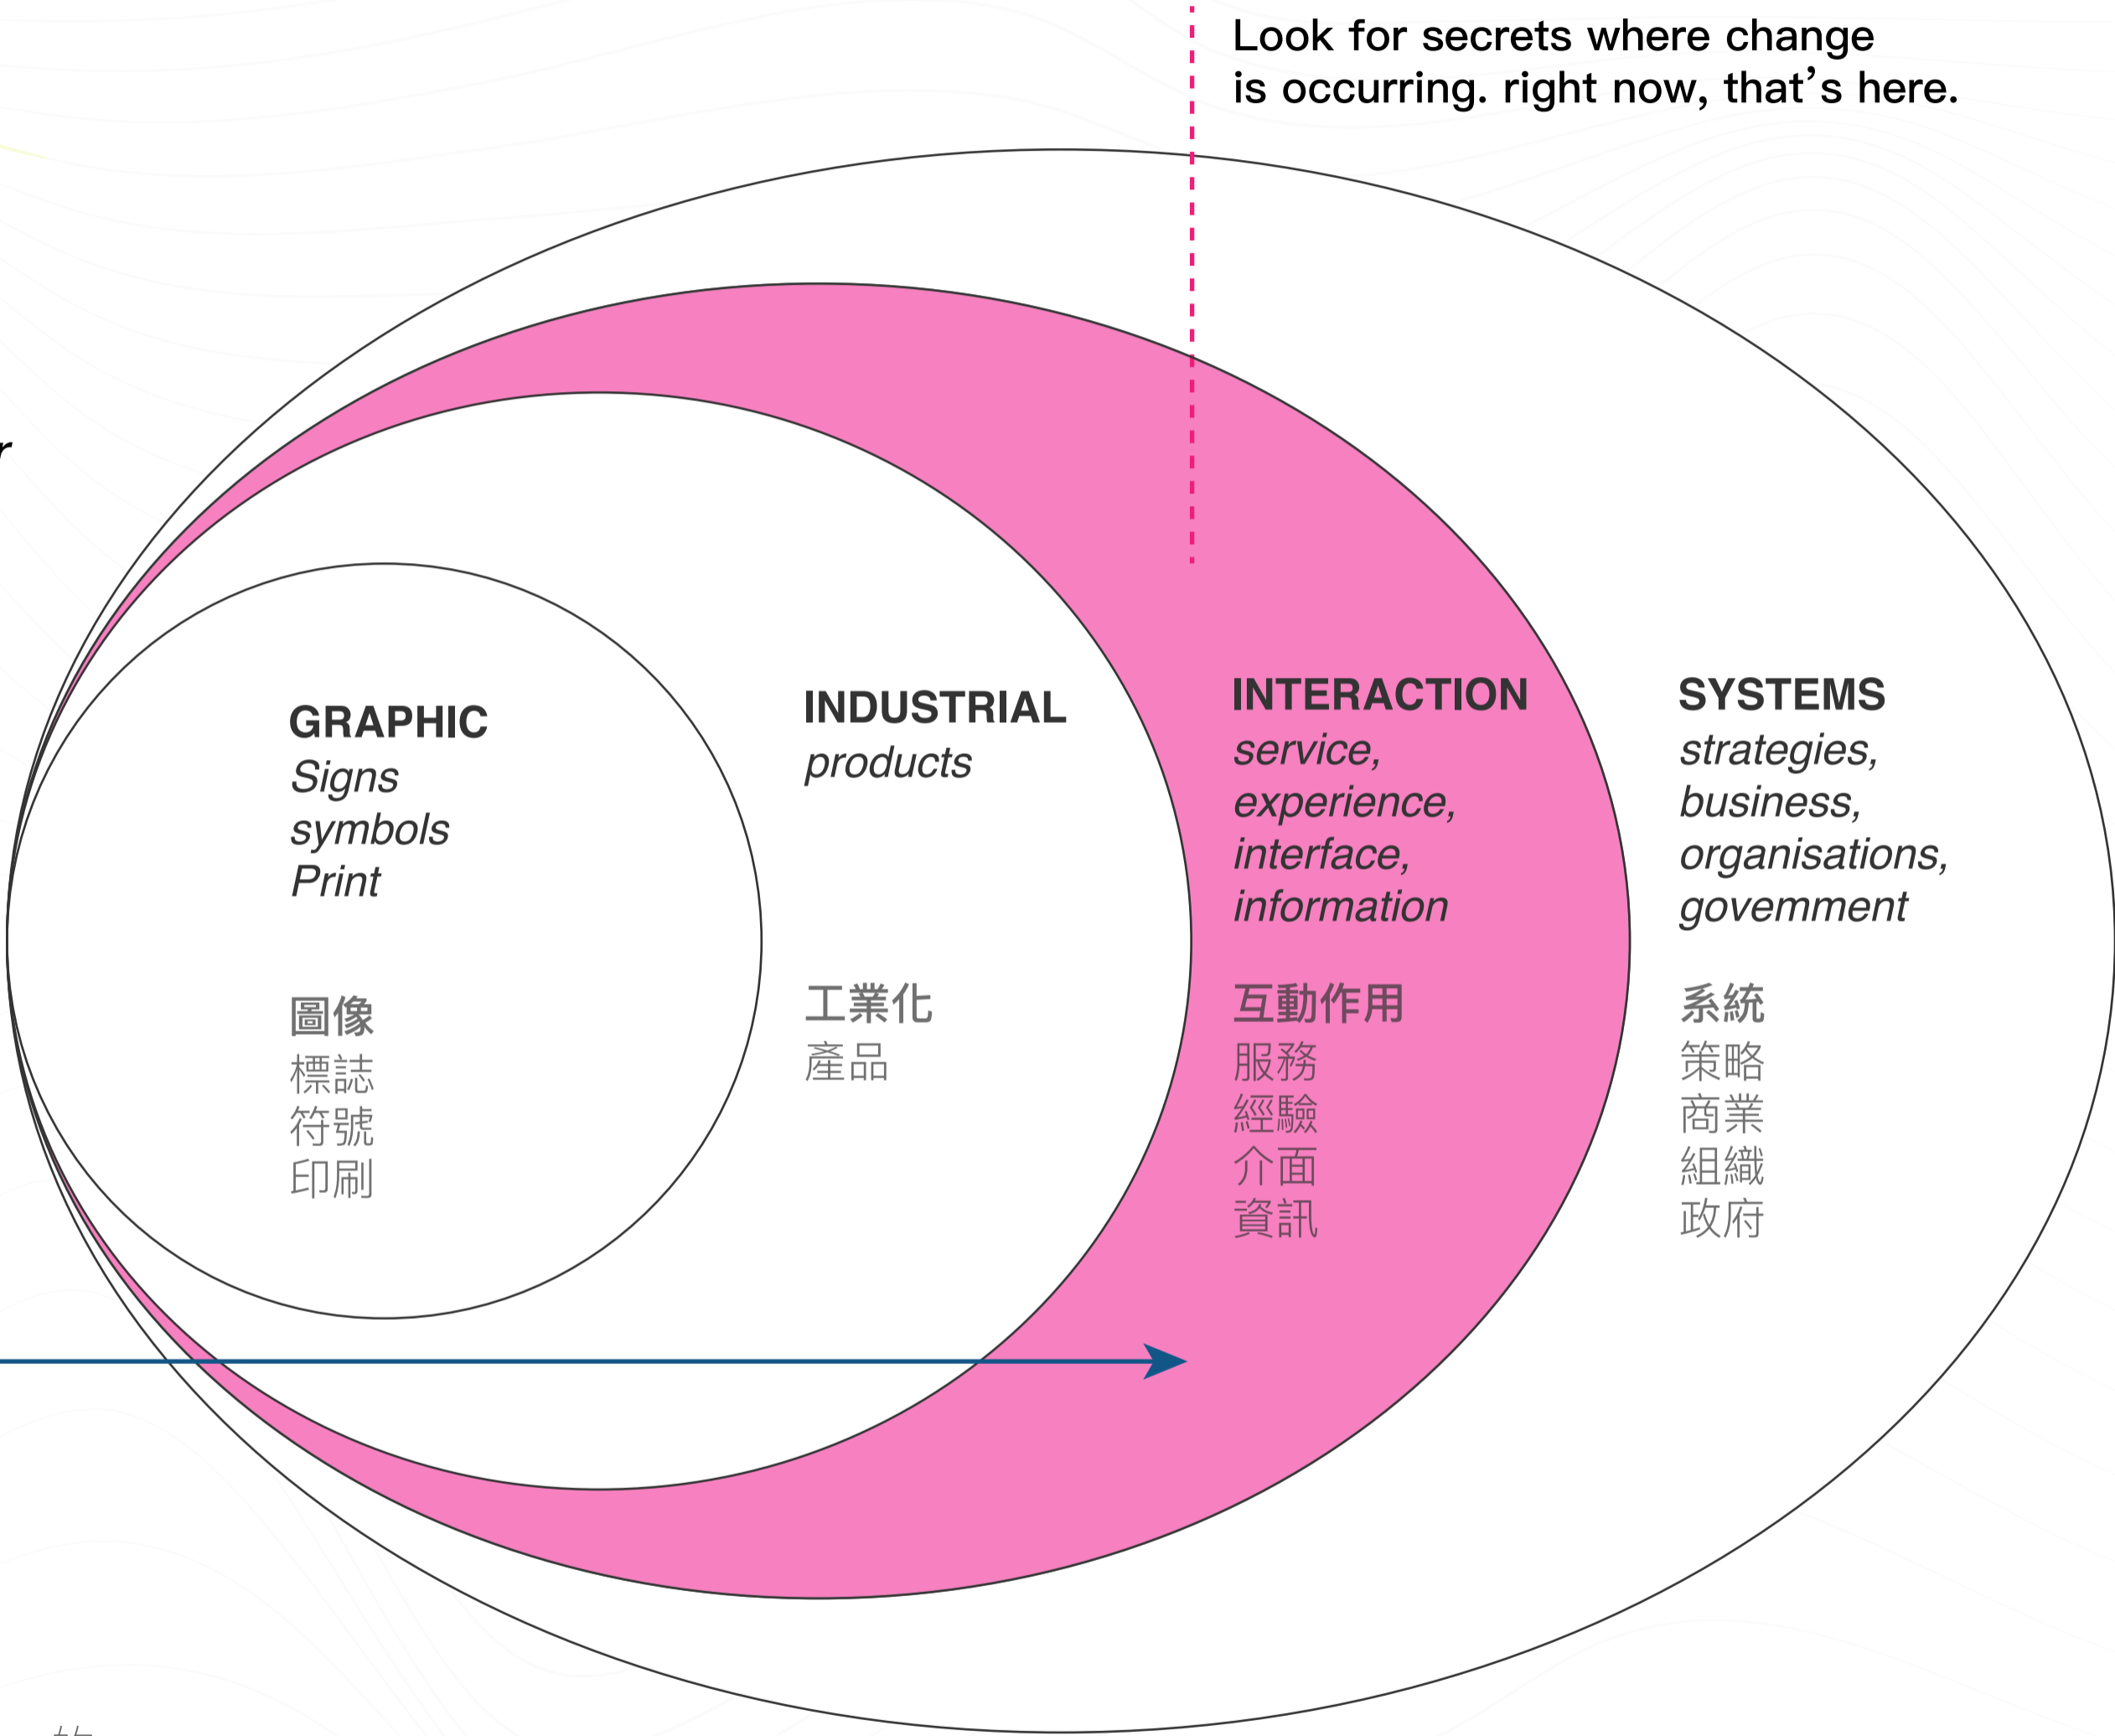 Look for secrets where change
is occurring. right now, that's here.
r
GRAPHIC
Signs
symbols
Print
圖像
標誌
符號
印刷
INDUSTRIAL
products
工業化
產品
INTERACTION
service,
experience,
interface,
information
互動作用
服務
經驗
介面
資訊
SYSTEMS
strategies,
business,
organisations,
government
系統
策略
商業
組織
政府